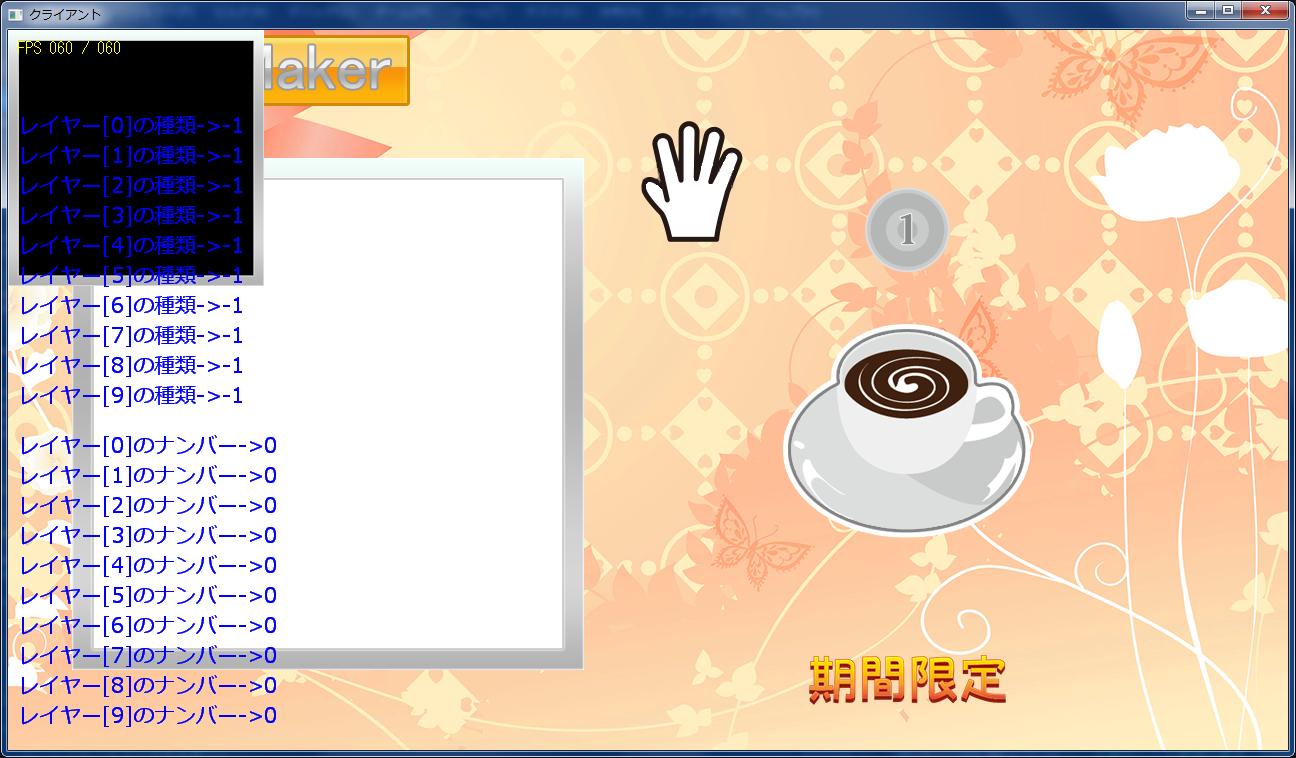 クライアント
FPS 060 / 060
Maker
レイヤー[0]の種類->-1
レイヤー[1]の種類->-1
レイヤー[2]の種類->-1
レイヤー[3]の種類->-1
レイヤー[4]の種類->-1
レイヤー[5]の種類->-1
レイヤー[6]の種類->-1
レイヤー[7]の種類->-1
レイヤー[8]の種類->-1
レイヤー[9]の種類->-1
レイヤー[0]のナンバー->0
レイヤー[1]のナンバー->0
レイヤー[2]のナンバー->0
レイヤー[3]のナンバー->0
レイヤー[4]のナンバー->0
レイヤー[5]のナンバー->0
レイヤー[6]のナンバー->0
レイヤー[7]のナンバー->0
レイヤー[8]のナンバー->0
レイヤー[9]のナンバー->0
1
期間限定